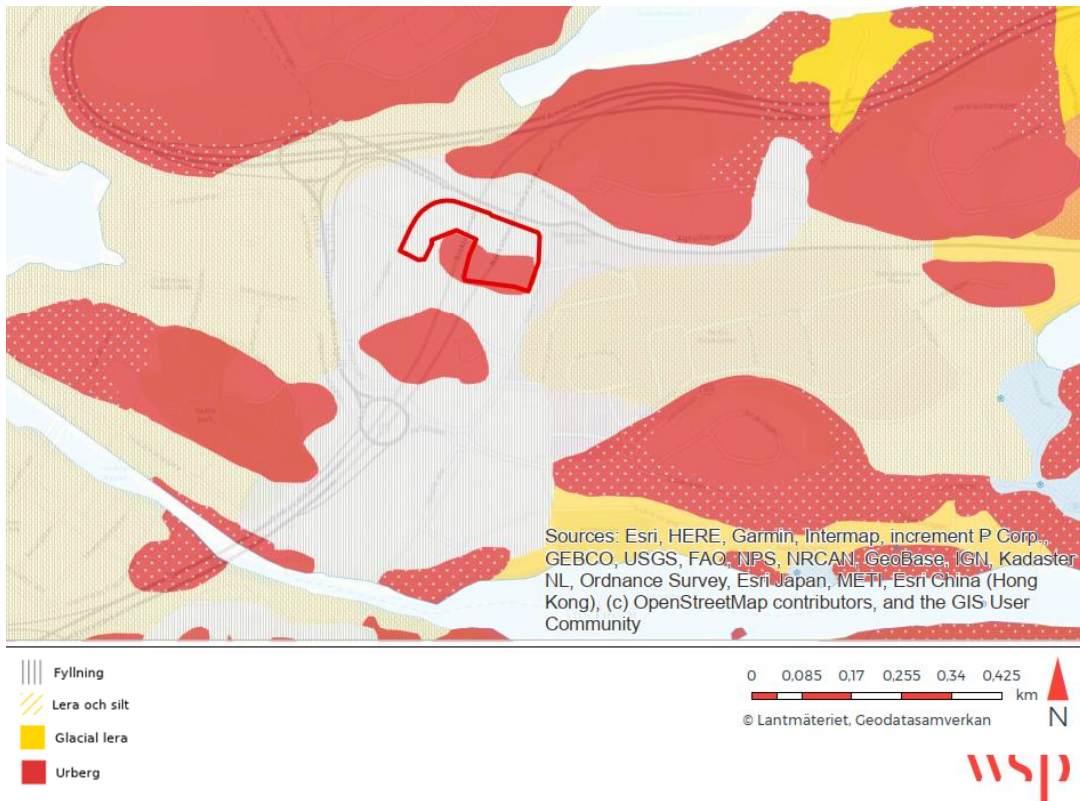 Sources: Esri, HERE, Garmin, Intermap, increment P Corp.,
GEBCO, USGS, FAO, NPS, NRCAN, GeoBase, IGN, Kadaster
NL, Ordnance Survey, Esri Japan, METI, Esri China (Hong
Kong), (c) OpenStreetMap contributors, and the GIS User
Community
Fyllning
Lera och silt
Glacial lera
Urberg
0 0,085 0,17 0,255 0,34 0,425
km
© Lantmäteriet, Geodatasamverkan
N
wsp